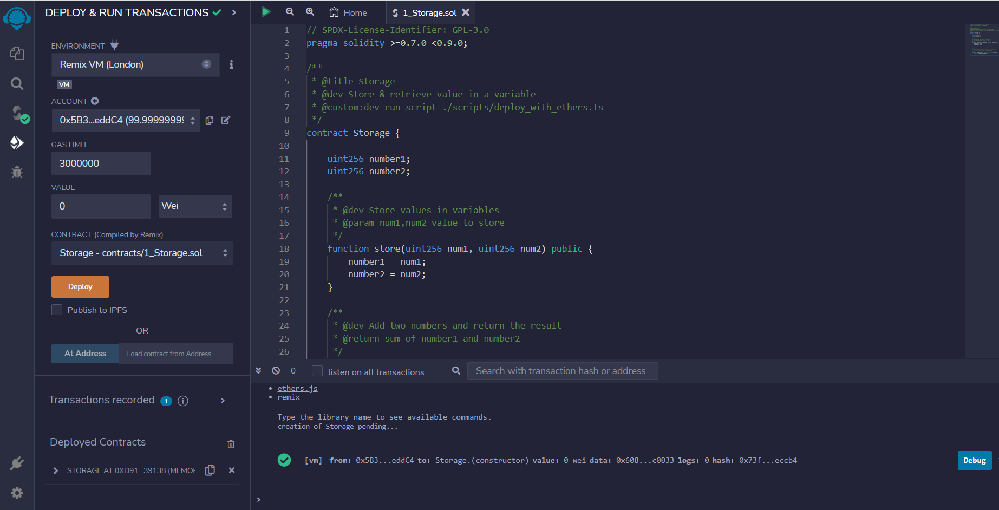 DEPLOY & RUN TRANSACTIONS
ENVIRONMENT
Remix VM (London)
VM
ACCOUNT
0x5B3...eddC4 (99.99999999
GAS LIMIT
3000000
VALUE
0
Wei
CONTRACT (Compiled by Remix)
Storage - contracts/1_Storage.sol
Deploy
Publish to IPFS
OR
At Address
Load contract from Address
Transactions recorded 1
Deployed Contracts
STORAGE AT 0XD91...39138 (MEMOR
Home
1_Storage.sol
1 // SPDX-License-Identifier: GPL-3.0
2 pragma solidity >=0.7.0 <0.9.0;
3
4 /**
5 * @title Storage
6 * @dev Store & retrieve value in a variable
7 * @custom:dev-run-script ./scripts/deploy_with_ethers.ts
8 */
9 contract Storage {
10
11 uint256 number1;
12 uint256 number2;
13
14 /**
15 * @dev Store values in variables
16 * @param num1,num2 value to store
17 */
18 function store(uint256 num1, uint256 num2) public {
19 number1 = num1;
20 number2 = num2;
21 }
22
23 /**
24 * @dev Add two numbers and return the result
25 * @return sum of number1 and number2
26 */
0
listen on all transactions
Search with transaction hash or address
• ethers.js
• remix
Type the library name to see available commands.
creation of Storage pending...
[vm] from: 0x5B3...eddC4 to: Storage.(constructor) value: 0 wei data: 0x608...c0033 logs: 0 hash: 0x73f...eccb4
Debug
>